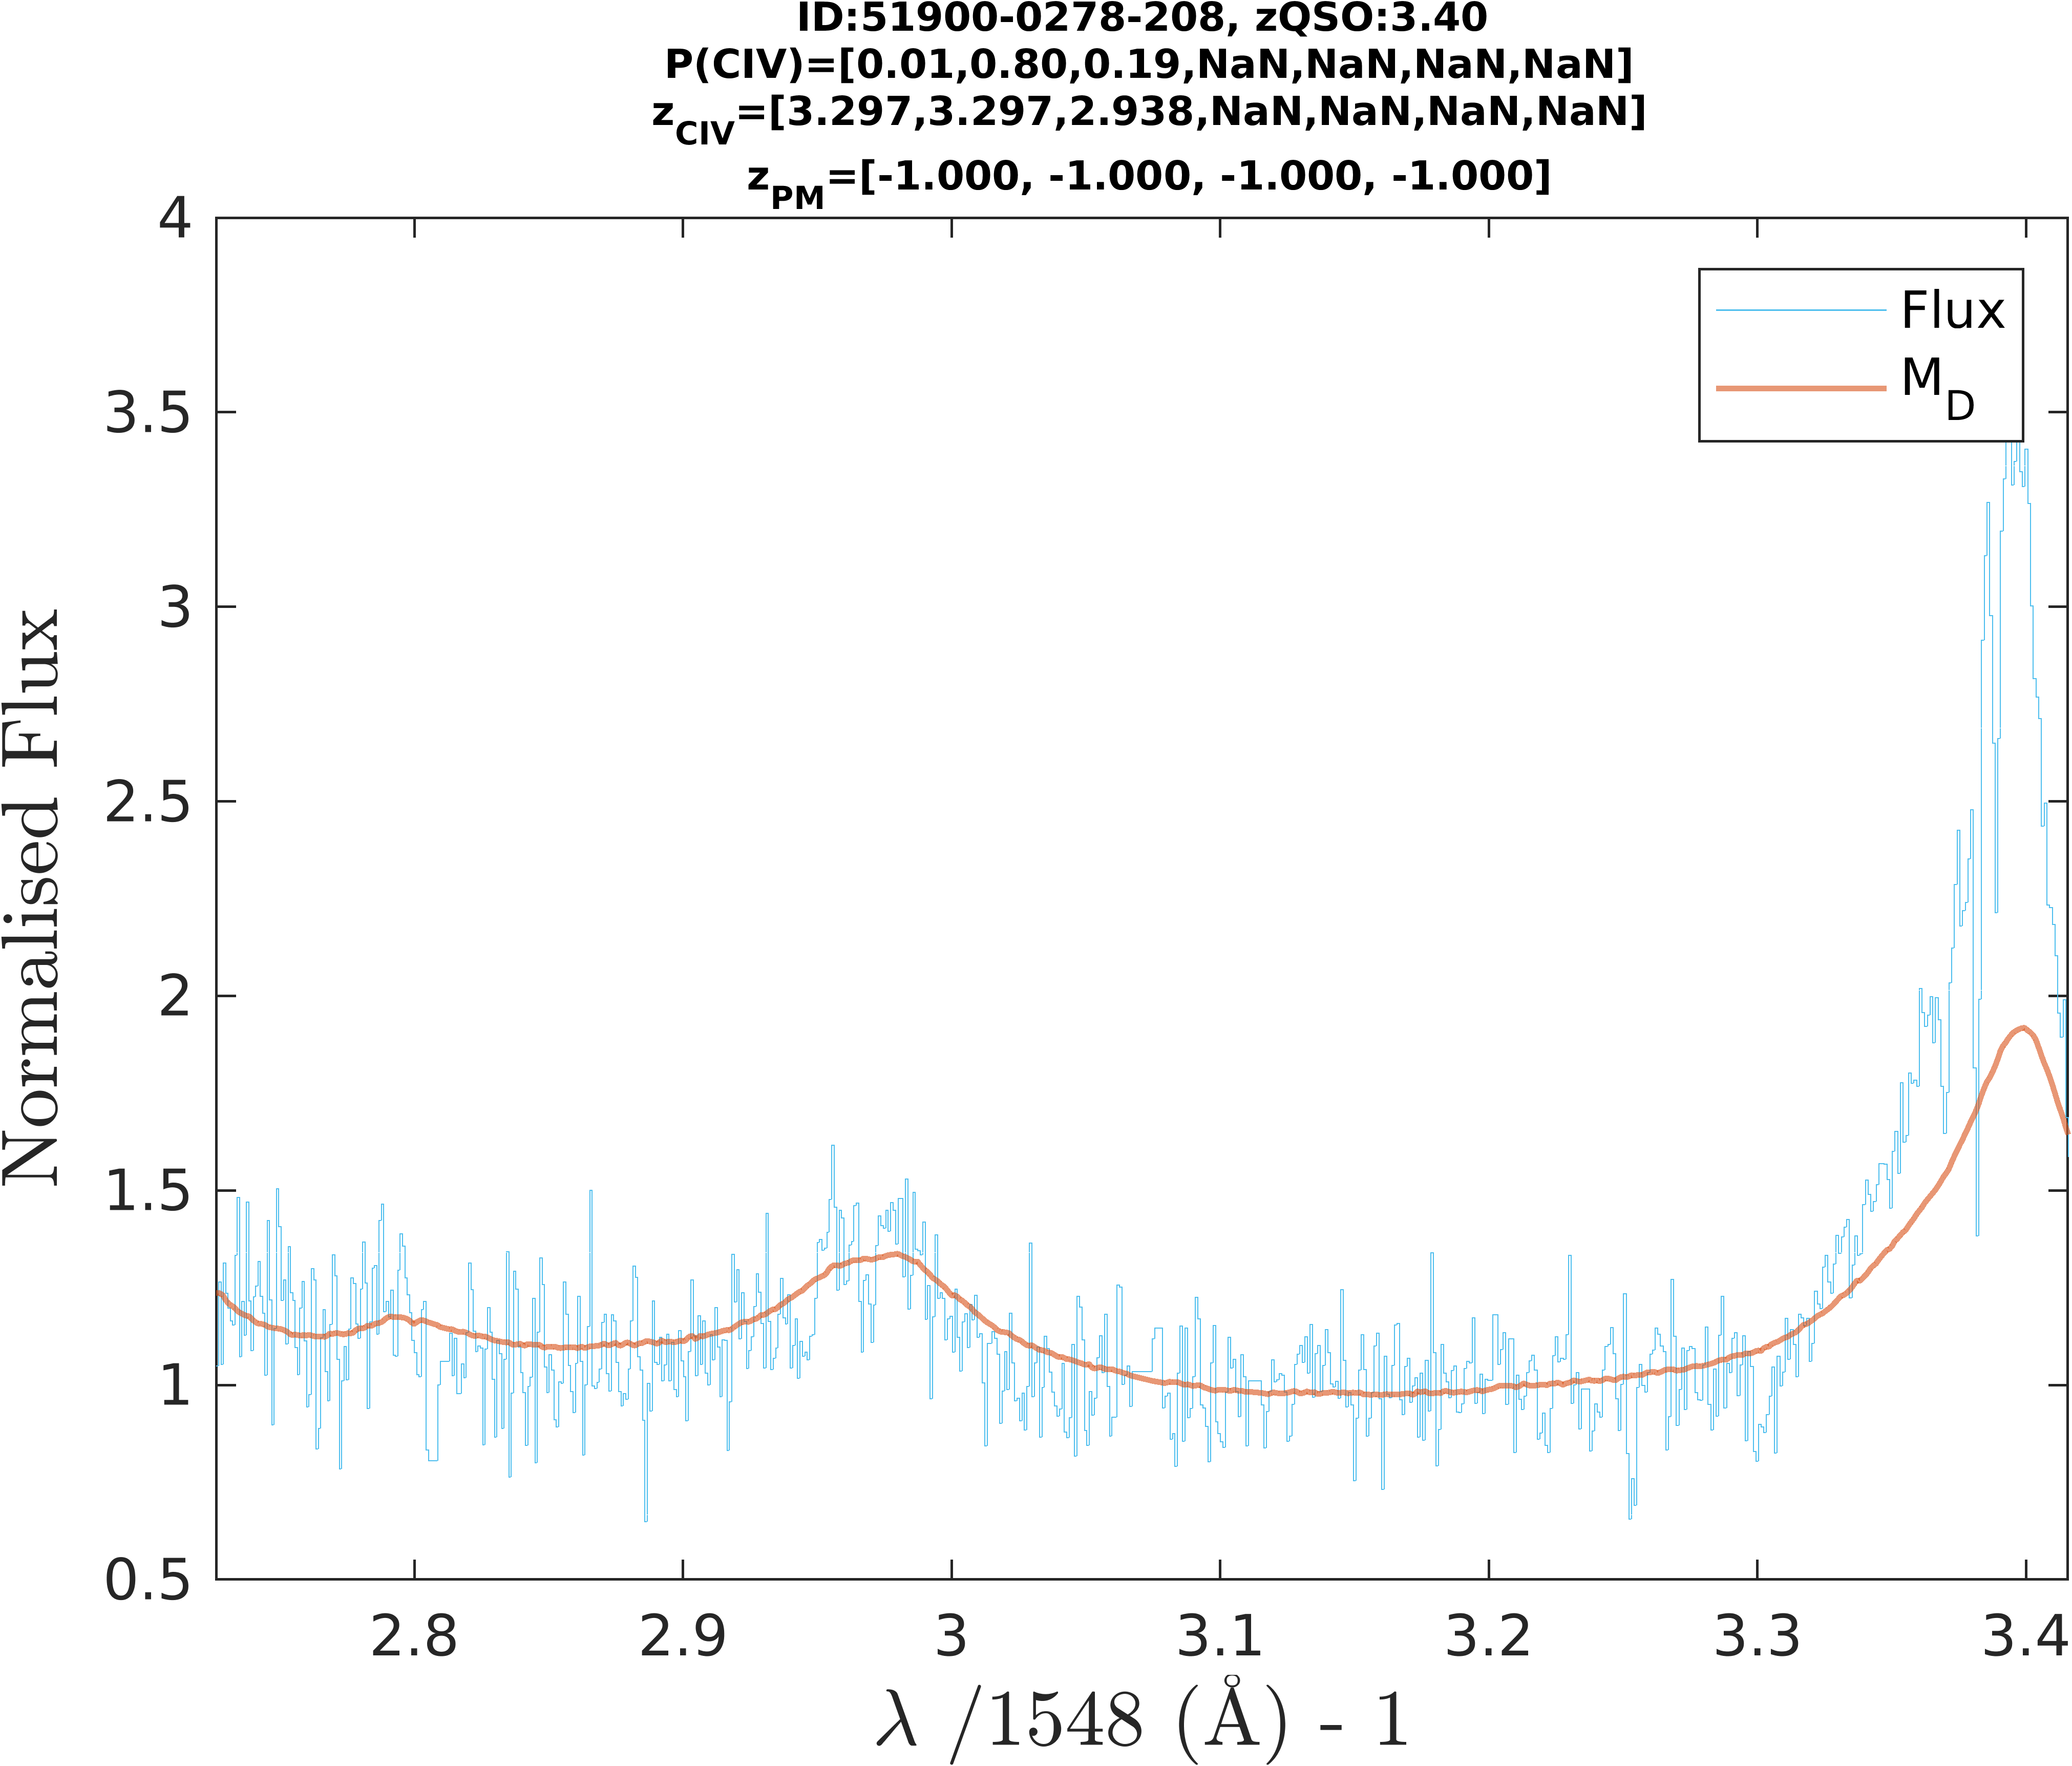 ID:51900-0278-208, zQSO:3.40
P(CIV)=[0.01,0.80,0.19,NaN,NaN,NaN,NaN]
zCIV=[3.297,3.297,2.938,NaN,NaN,NaN,NaN]
zPM=[-1.000, -1.000, -1.000, -1.000]
4
3.5
3
2.5
2
1.5
1
0.5
Normalised Flux
Flux
MD
2.8
2.9
3
3.1
3.2
3.3
3.4
λ /1548 (Å) - 1